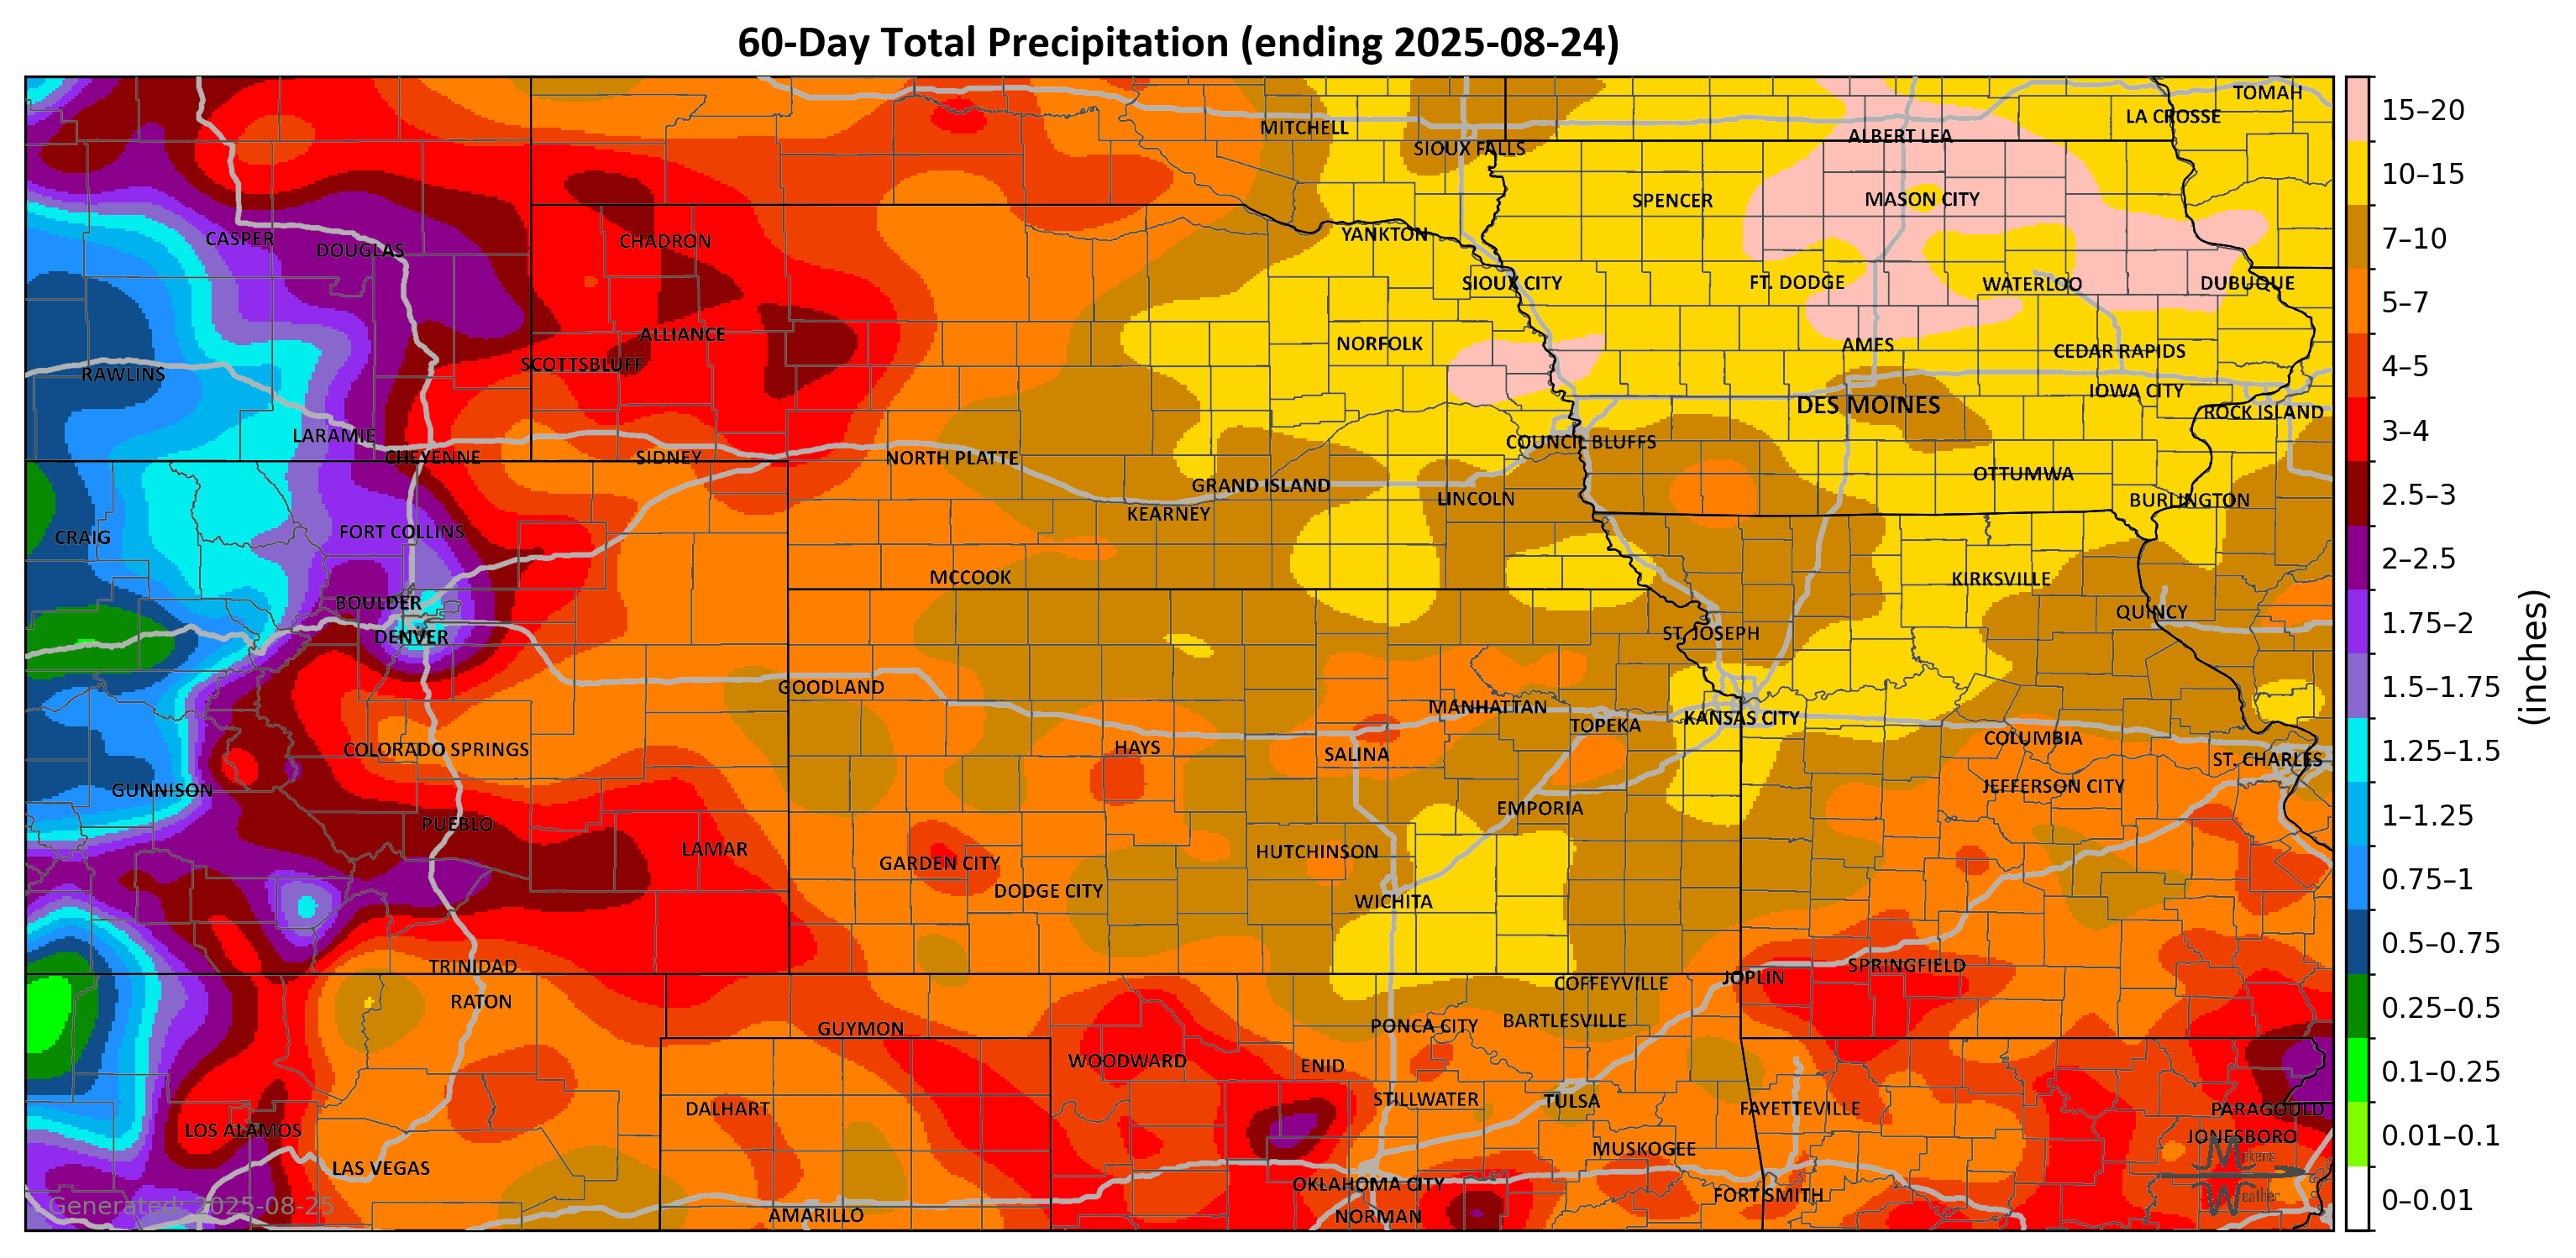 60-Day Total Precipitation (ending 2025-08-24)
TOMAH
LA CROSSE
MITCHELL
ALBERT LEA
SIOUX FALLS
SPENCER
MASON CITY
CASPER
DOUGLAS
CHADRON
YANKTON
SIOUX CITY
FT. DODGE
WATERLOO
DUBUQUE
ALLIANCE
NORFOLK
AMES
CEDAR RAPIDS
SCOTTSBLUFF
RAWLINS
IOWA CITY
DES MOINES
ROCK ISLAND
LARAMIE
COUNCIL BLUFFS
CHEYENNE
SIDNEY
NORTH PLATTE
OTTUMWA
GRAND ISLAND
LINCOLN
BURLINGTON
KEARNEY
CRAIG
FORT COLLINS
MCCOOK
KIRKSVILLE
BOULDER
QUINCY
DENVER
ST. JOSEPH
GOODLAND
MANHATTAN
TOPEKA
KANSAS CITY
COLUMBIA
COLORADO SPRINGS
HAYS
SALINA
ST. CHARLES
GUNNISON
JEFFERSON CITY
EMPORIA
PUEBLO
LAMAR
GARDEN CITY
HUTCHINSON
DODGE CITY
WICHITA
TRINIDAD
SPRINGFIELD
JOPLIN
COFFEYVILLE
RATON
GUYMON
PONCA CITY
BARTLESVILLE
WOODWARD
ENID
DALHART
STILLWATER
TULSA
FAYETTEVILLE
PARAGOULD
LOS ALAMOS
JONESBORO
MUSKOGEE
LAS VEGAS
OKLAHOMA CITY
FORT SMITH
AMARILLO
NORMAN
Generated: 2025-08-25
Makens
Weather
15–20
10–15
7–10
5–7
4–5
3–4
2.5–3
2–2.5
1.75–2
1.5–1.75
1.25–1.5
1–1.25
0.75–1
0.5–0.75
0.25–0.5
0.1–0.25
0.01–0.1
0–0.01
(inches)